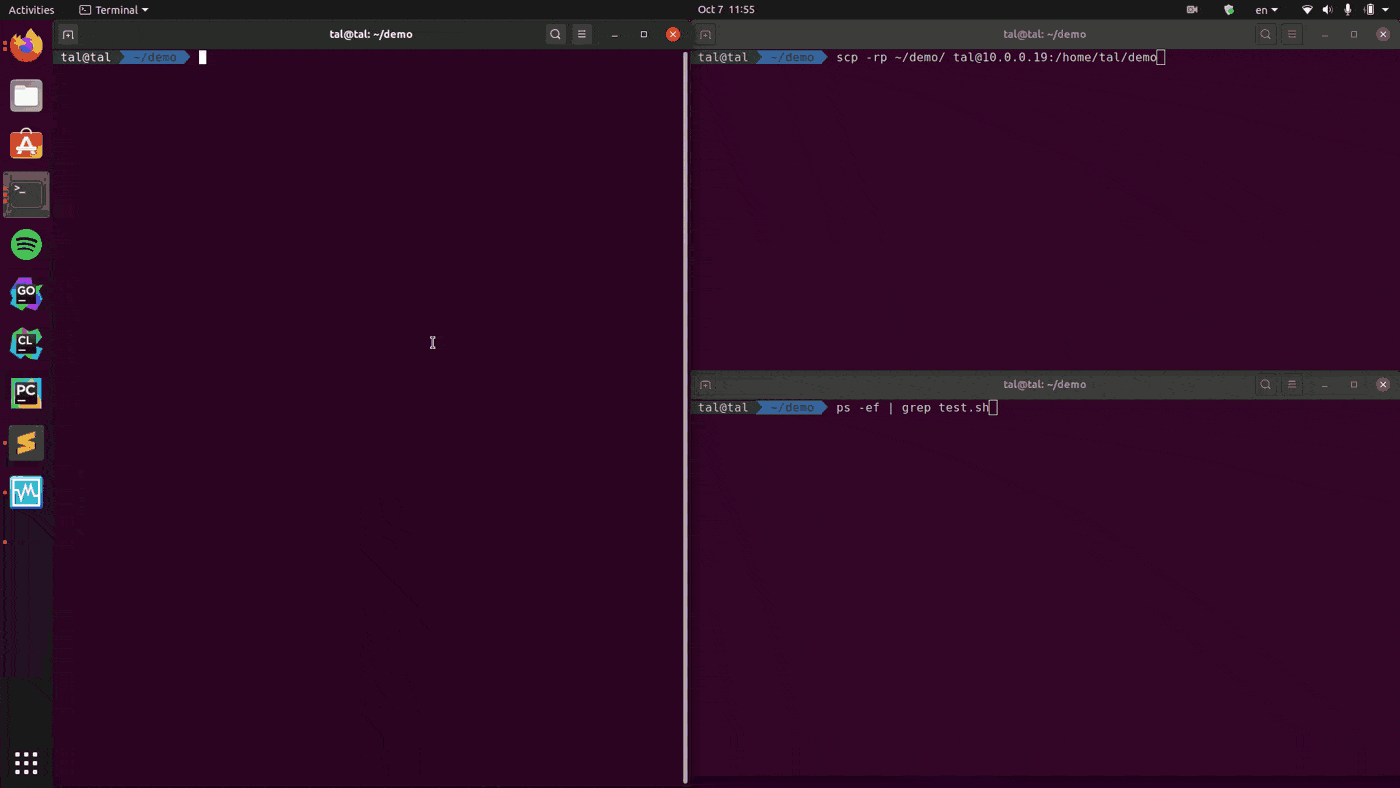 Activities Terminal Oct 7 11:55 en
tal@tal: ~/demo
tal@tal ~/demo
tal@tal: ~/demo
tal@tal ~/demo scp -rp ~/demo/ tal@10.0.0.19:/home/tal/demo
tal@tal: ~/demo
tal@tal ~/demo ps -ef | grep test.sh
>_
GO
CL
PC